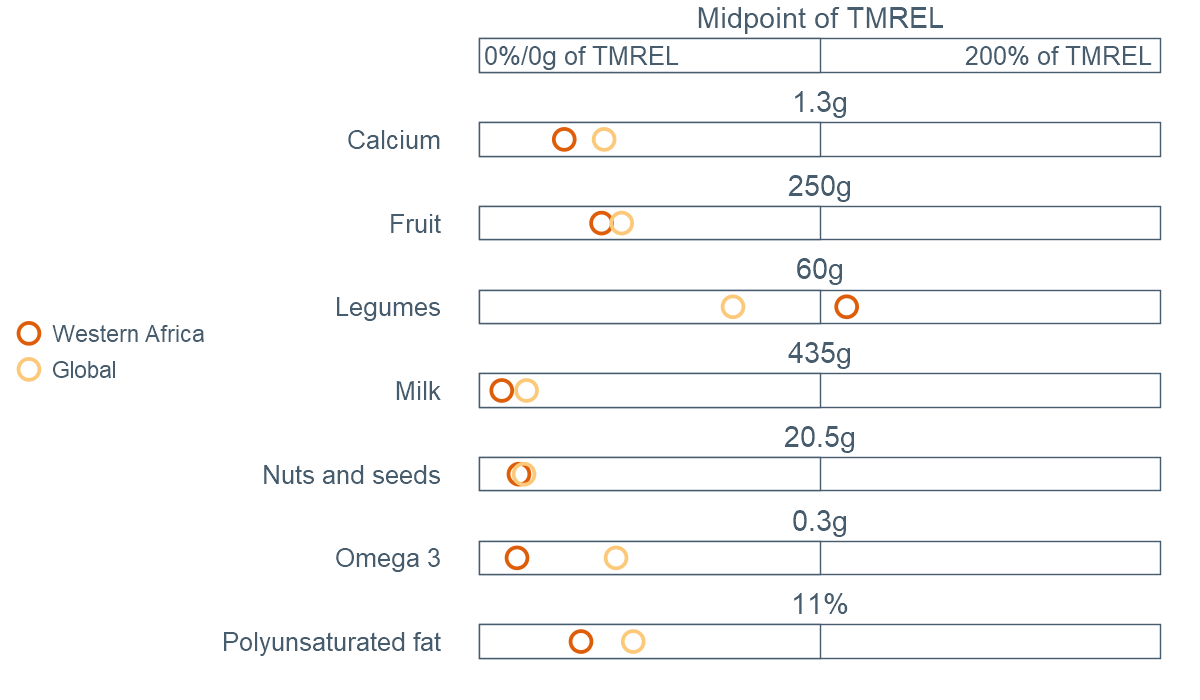 Midpoint of TMREL
0%/0g of TMREL
200% of TMREL
1.3g
Calcium
250g
Fruit
60g
Legumes
Western Africa
Global
435g
Milk
20.5g
Nuts and seeds
0.3g
Omega 3
11%
Polyunsaturated fat